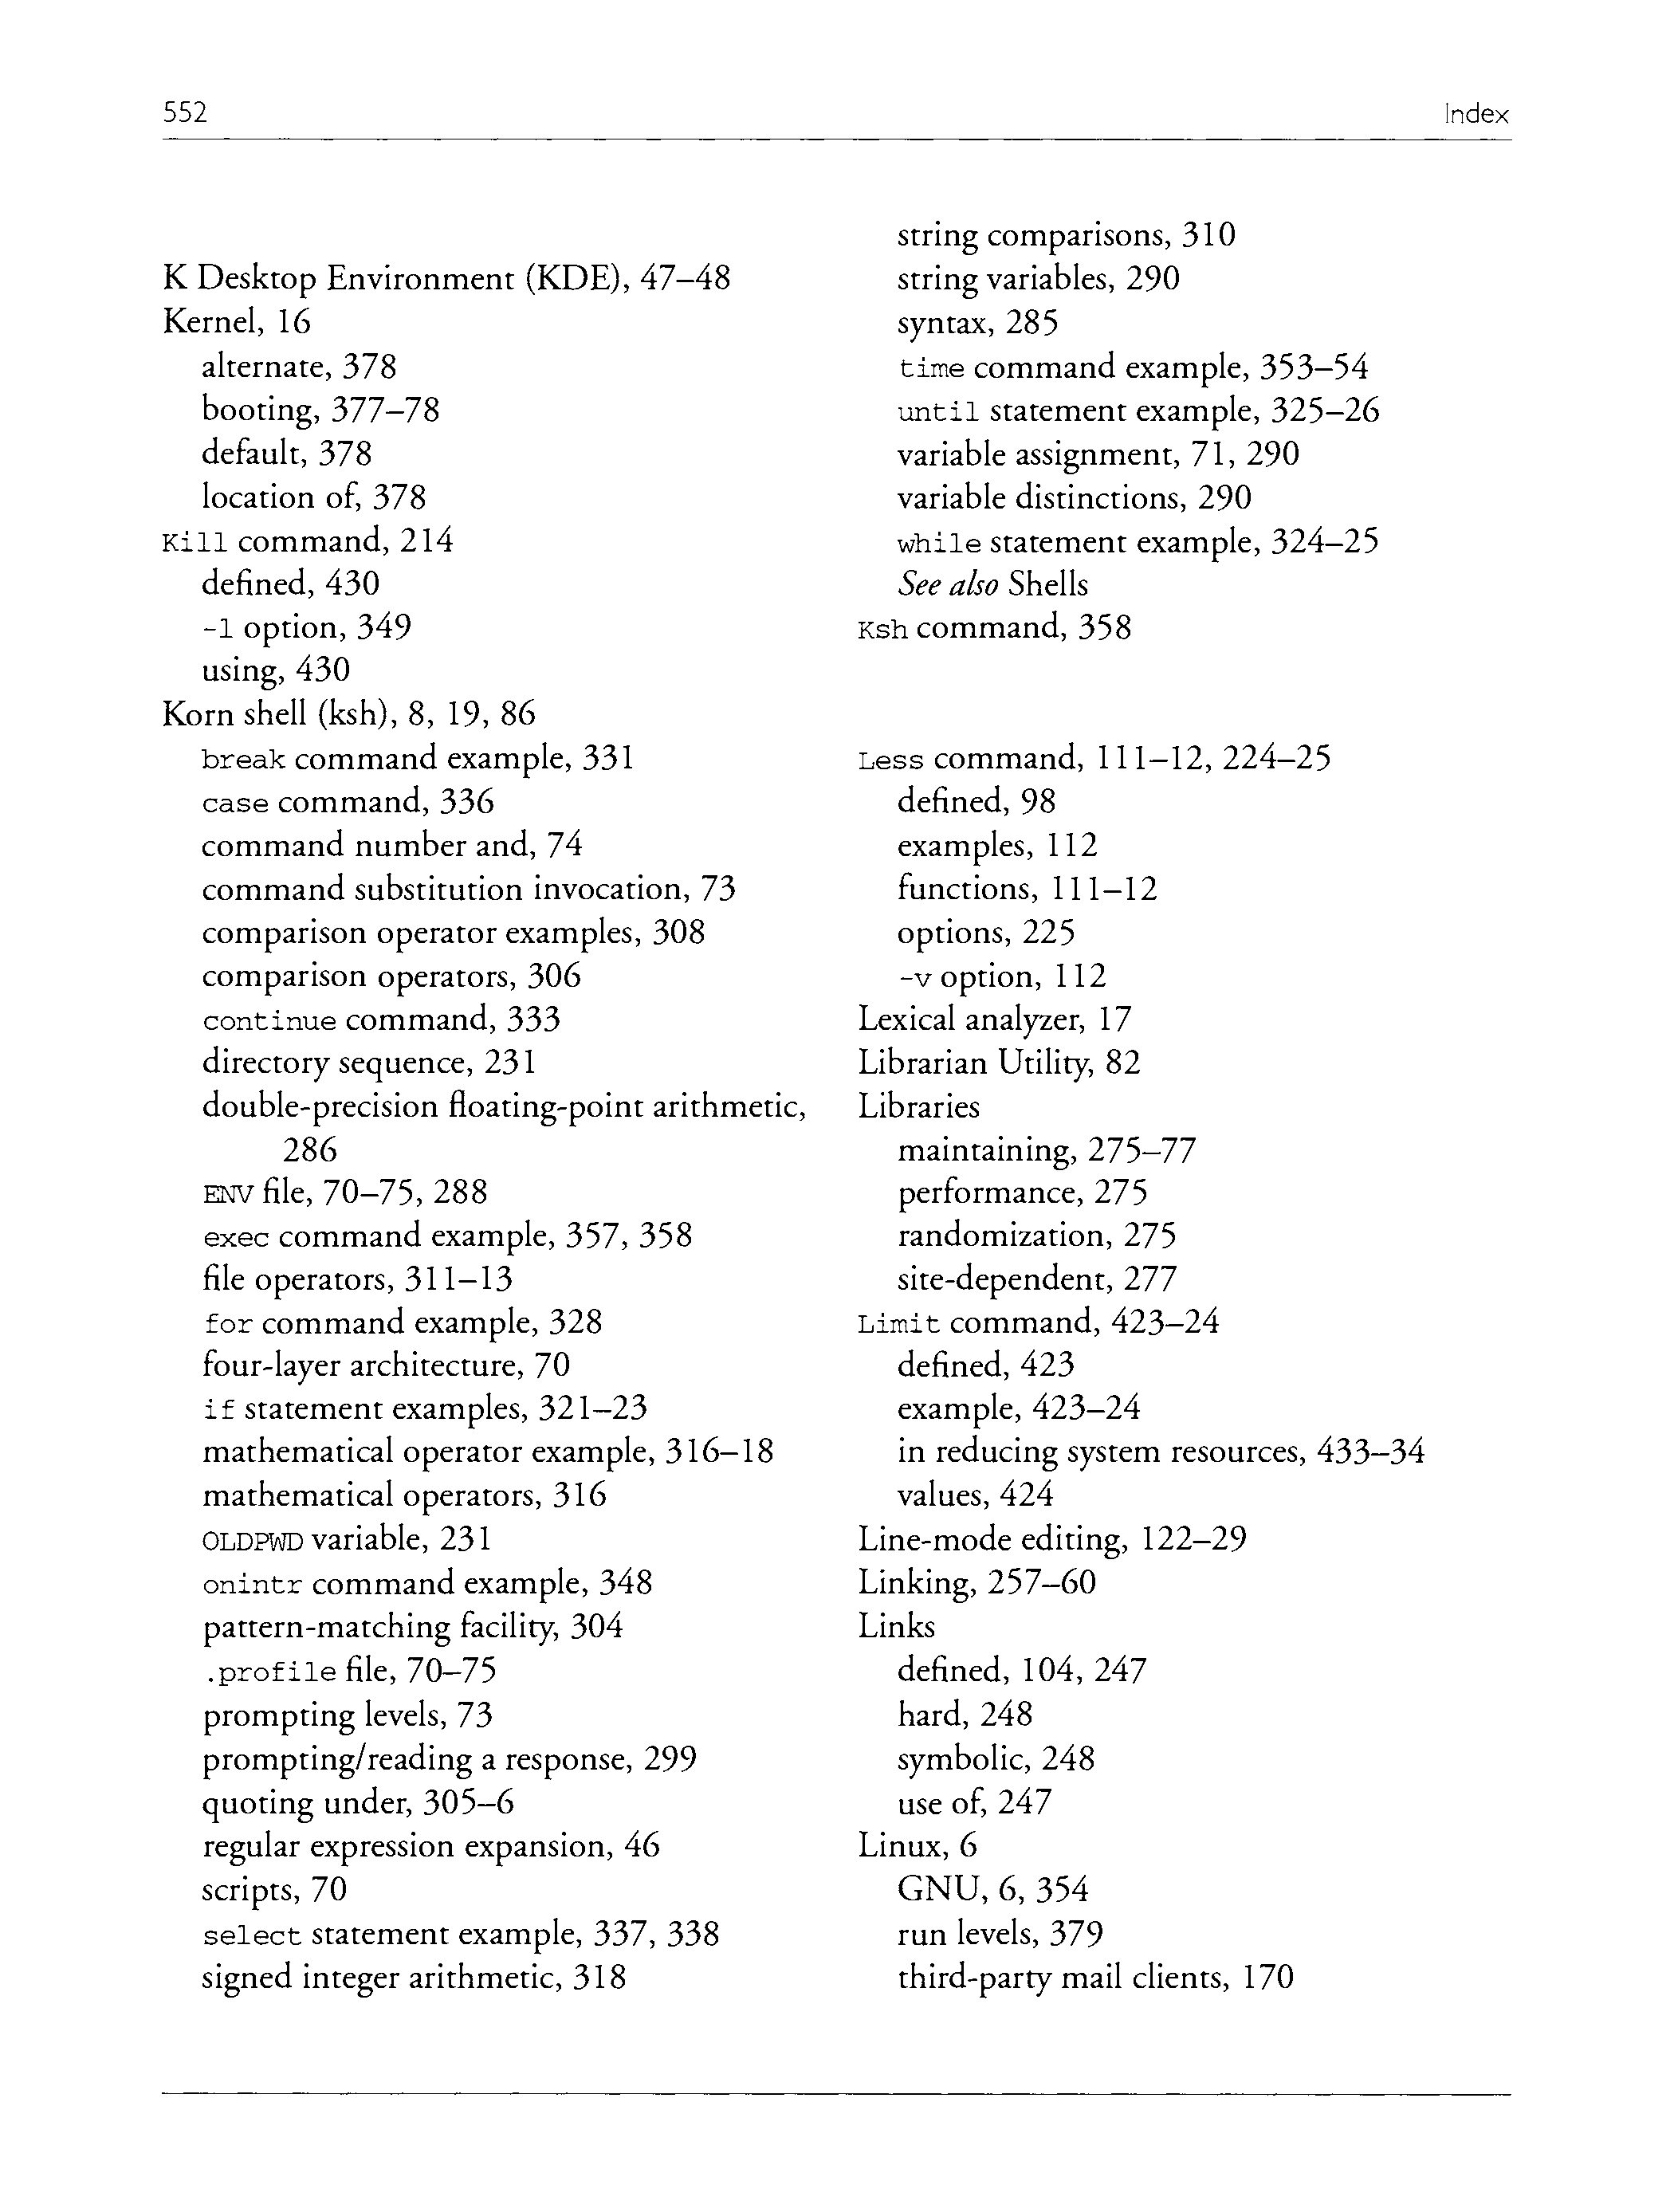 552
Index
K Desktop Environment (KDE), 47–48
Kernel, 16
alternate, 378
booting, 377–78
default, 378
location of, 378
Kill command, 214
defined, 430
-l option, 349
using, 430
Korn shell (ksh), 8, 19, 86
break command example, 331
case command, 336
command number and, 74
command substitution invocation, 73
comparison operator examples, 308
comparison operators, 306
continue command, 333
directory sequence, 231
double-precision floating-point arithmetic,
286
ENV file, 70–75, 288
exec command example, 357, 358
file operators, 311–13
for command example, 328
four-layer architecture, 70
if statement examples, 321–23
mathematical operator example, 316–18
mathematical operators, 316
OLDPWD variable, 231
onintr command example, 348
pattern-matching facility, 304
.profile file, 70–75
prompting levels, 73
prompting/reading a response, 299
quoting under, 305–6
regular expression expansion, 46
scripts, 70
select statement example, 337, 338
signed integer arithmetic, 318
string comparisons, 310
string variables, 290
syntax, 285
time command example, 353–54
until statement example, 325–26
variable assignment, 71, 290
variable distinctions, 290
while statement example, 324–25
See also Shells
Ksh command, 358
Less command, 111–12, 224–25
defined, 98
examples, 112
functions, 111–12
options, 225
-v option, 112
Lexical analyzer, 17
Librarian Utility, 82
Libraries
maintaining, 275–77
performance, 275
randomization, 275
site-dependent, 277
Limit command, 423–24
defined, 423
example, 423–24
in reducing system resources, 433–34
values, 424
Line-mode editing, 122–29
Linking, 257–60
Links
defined, 104, 247
hard, 248
symbolic, 248
use of, 247
Linux, 6
GNU, 6, 354
run levels, 379
third-party mail clients, 170